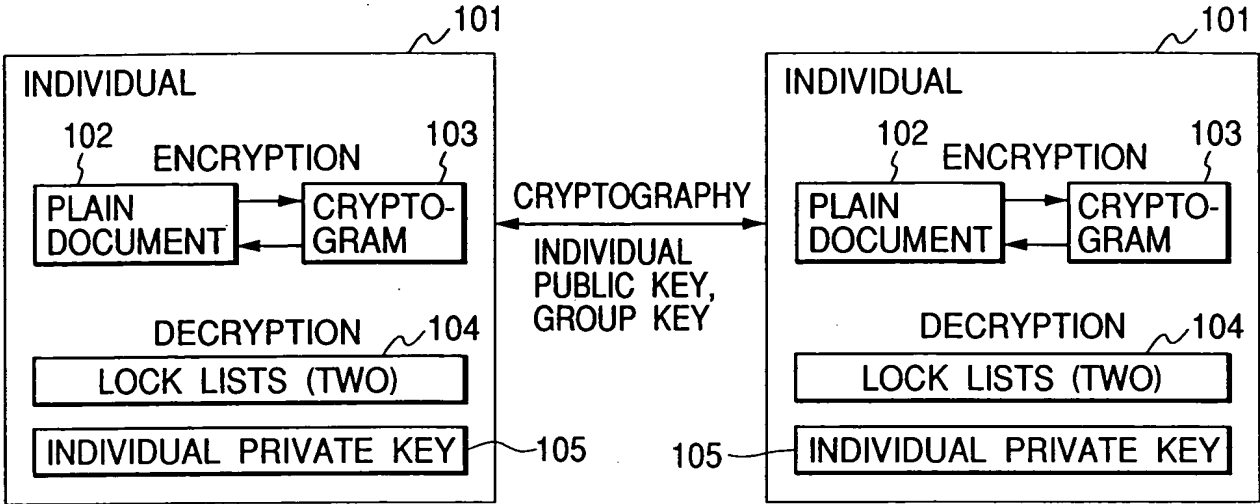 101
INDIVIDUAL
102
ENCRYPTION
103
PLAIN
DOCUMENT
CRYPTO-
GRAM
DECRYPTION
104
LOCK LISTS (TWO)
INDIVIDUAL PRIVATE KEY
105
CRYPTOGRAPHY
INDIVIDUAL
PUBLIC KEY,
GROUP KEY
101
INDIVIDUAL
102
ENCRYPTION
103
PLAIN
DOCUMENT
CRYPTO-
GRAM
DECRYPTION
104
LOCK LISTS (TWO)
105
INDIVIDUAL PRIVATE KEY